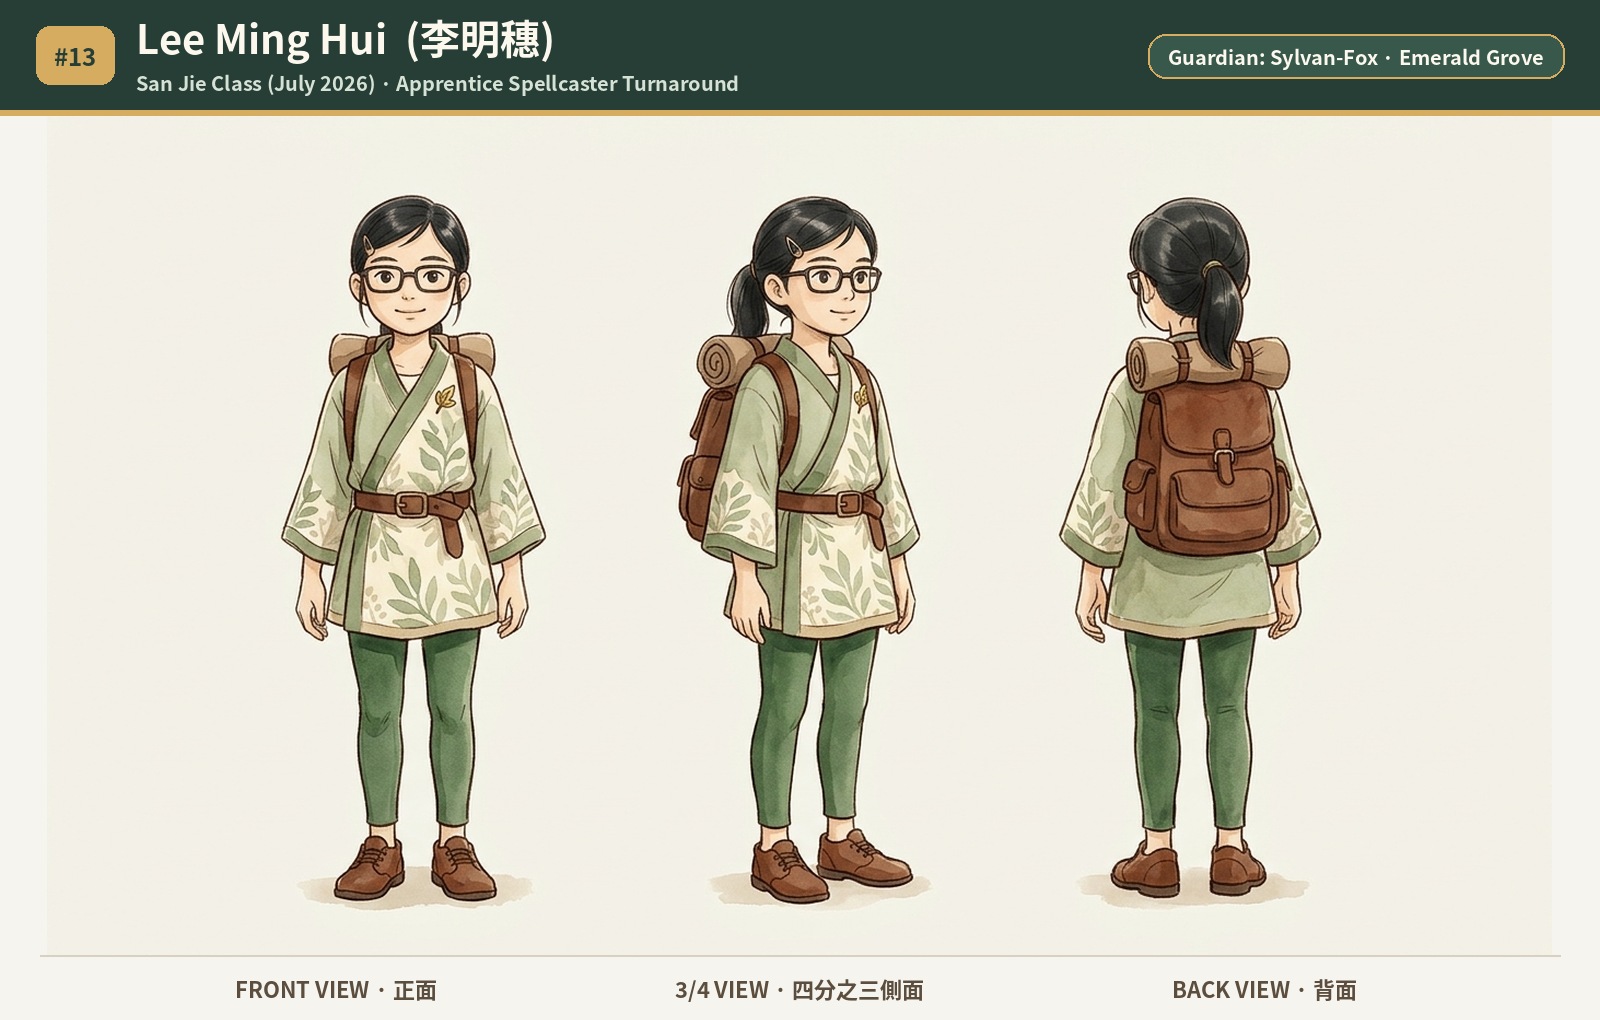 #13
Lee Ming Hui (李明穗)
San Jie Class (July 2026) · Apprentice Spellcaster Turnaround
Guardian: Sylvan-Fox · Emerald Grove
FRONT VIEW · 正面
3/4 VIEW · 四分之三側面
BACK VIEW · 背面